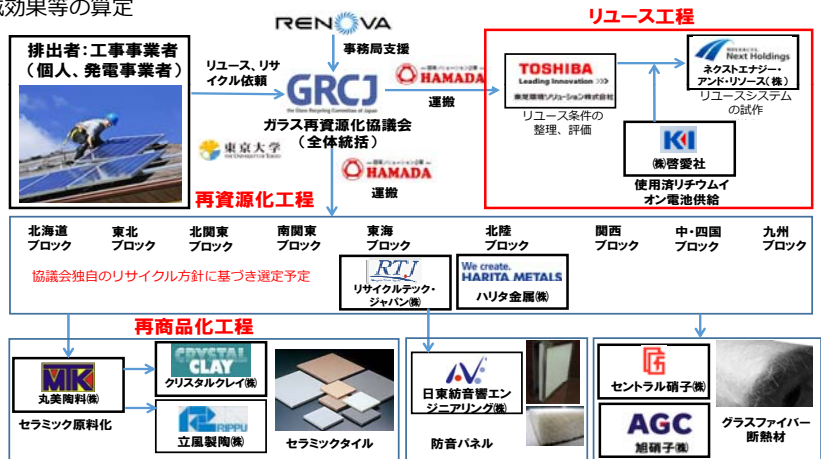 減効果等の算定
RENOVA
事務局支援
排出者：工事事業者
（個人、発電事業者）
リユース、リサ
イクル依頼
GRCJ
the Glass Recycling Committee of Japan
ガラス再資源化協議会
（全体統括）
東京大学
THE UNIVERSITY OF TOKYO
HAMADA
運搬
HAMADA
運搬
リユース工程
TOSHIBA
Leading Innovation >>>
東芝環境ソリューション株式会社
リユース条件の
整理、評価
Next Holdings
ネクストエナジー・
アンド・リソース（株）
リユースシステム
の試作
KI
㈱啓愛社
使用済リチウムイ
オン電池供給
再資源化工程
北海道
ブロック
東北
ブロック
北関東
ブロック
南関東
ブロック
東海
ブロック
北陸
ブロック
関西
ブロック
中・四国
ブロック
九州
ブロック
協議会独自のリサイクル方針に基づき選定予定
RTJ
リサイクルテック・
ジャパン㈱
We create.
HARITA METALS
ハリタ金属㈱
再商品化工程
MTK
丸美陶料㈱
セラミック原料化
CRYSTAL
CLAY
クリスタルクレイ㈱
RIPPU
立風製陶㈱
セラミックタイル
日東紡音響エン
ジニアリング㈱
防音パネル
セントラル硝子㈱
AGC
旭硝子㈱
グラスファイバー
断熱材